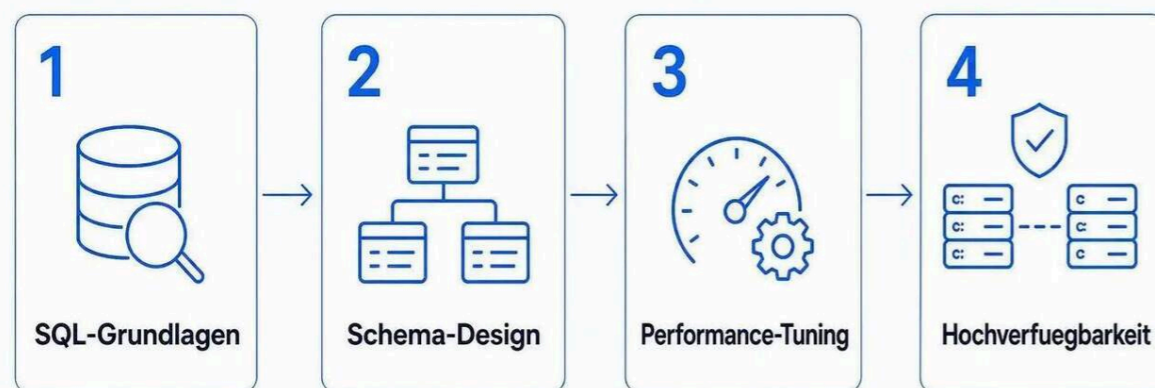 1
2
3
4
C:
C:
C:
C
C:
C
SQL-Grundlagen
Schema-Design
Performance-Tuning
Hochverfuegbarkeit